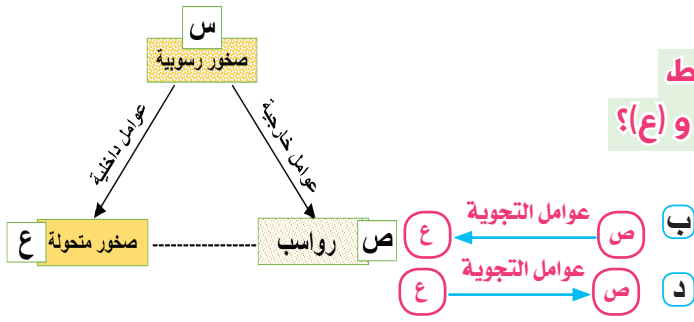 س
صخور رسوبية
عوامل داخلية
عوامل خارجية
ع
صخور متحولة
رواسب
ص
ط
و (ع)؟
ب
ص
عوامل التجوية
ع
د
ص
عوامل التجوية
ع